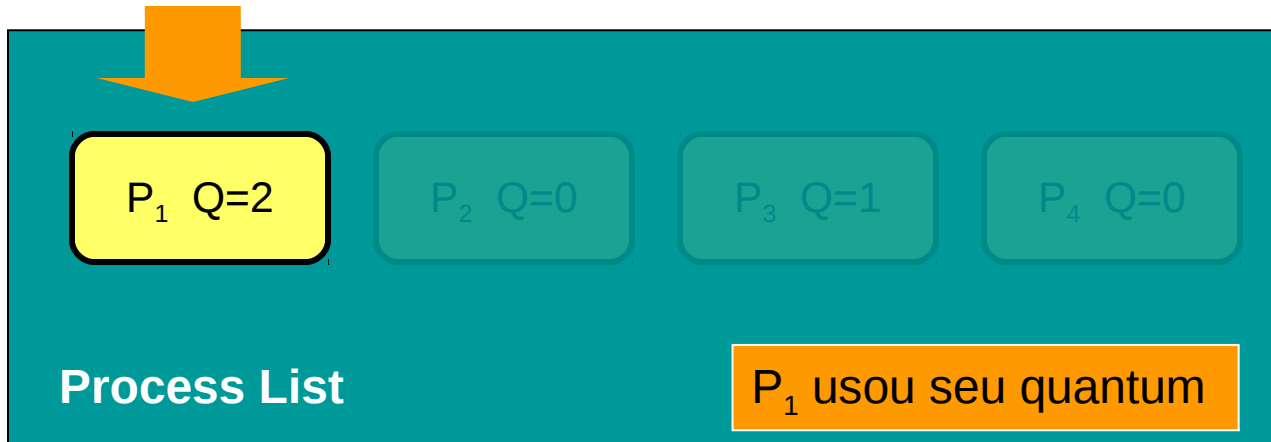 P₁ Q=2
P₂ Q=0
P₃ Q=1
P₄ Q=0
Process List
P₁ usou seu quantum